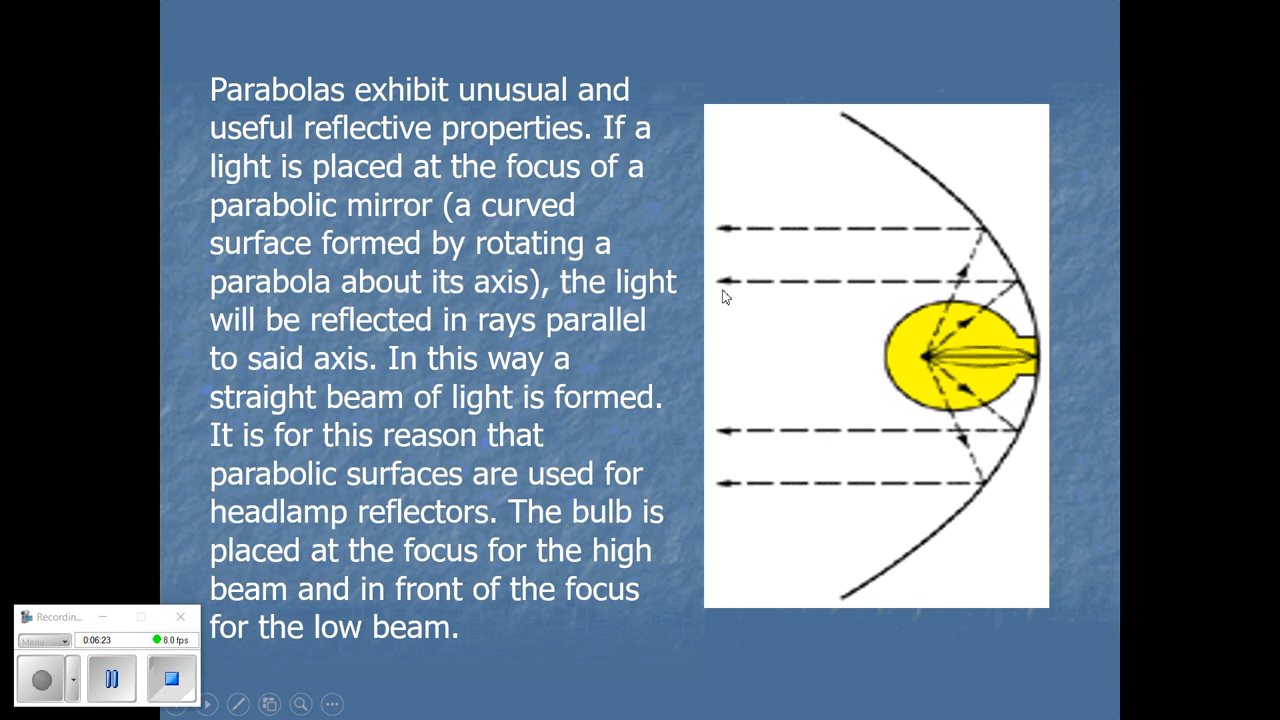 Parabolas exhibit unusual and
useful reflective properties. If a
light is placed at the focus of a
parabolic mirror (a curved
surface formed by rotating a
parabola about its axis), the light
will be reflected in rays parallel
to said axis. In this way a
straight beam of light is formed.
It is for this reason that
parabolic surfaces are used for
headlamp reflectors. The bulb is
placed at the focus for the high
beam and in front of the focus
for the low beam.
Recordin...
Menu 0:06:23 8.0 fps